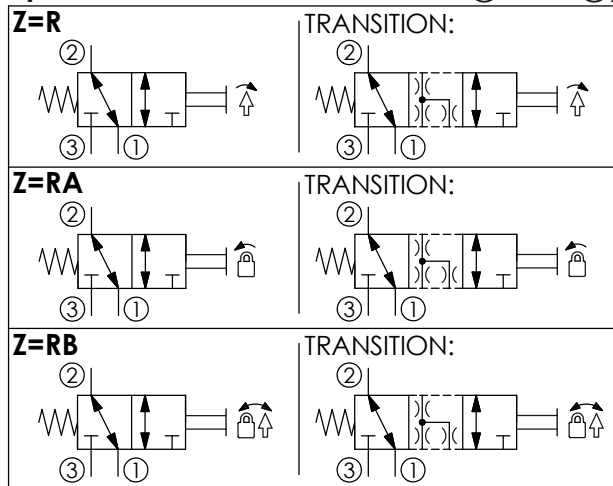 Z=R
TRANSITION:
② ②
③ ① ③ ①
Z=RA
TRANSITION:
② ②
③ ① ③ ①
Z=RB
TRANSITION:
② ②
③ ① ③ ①